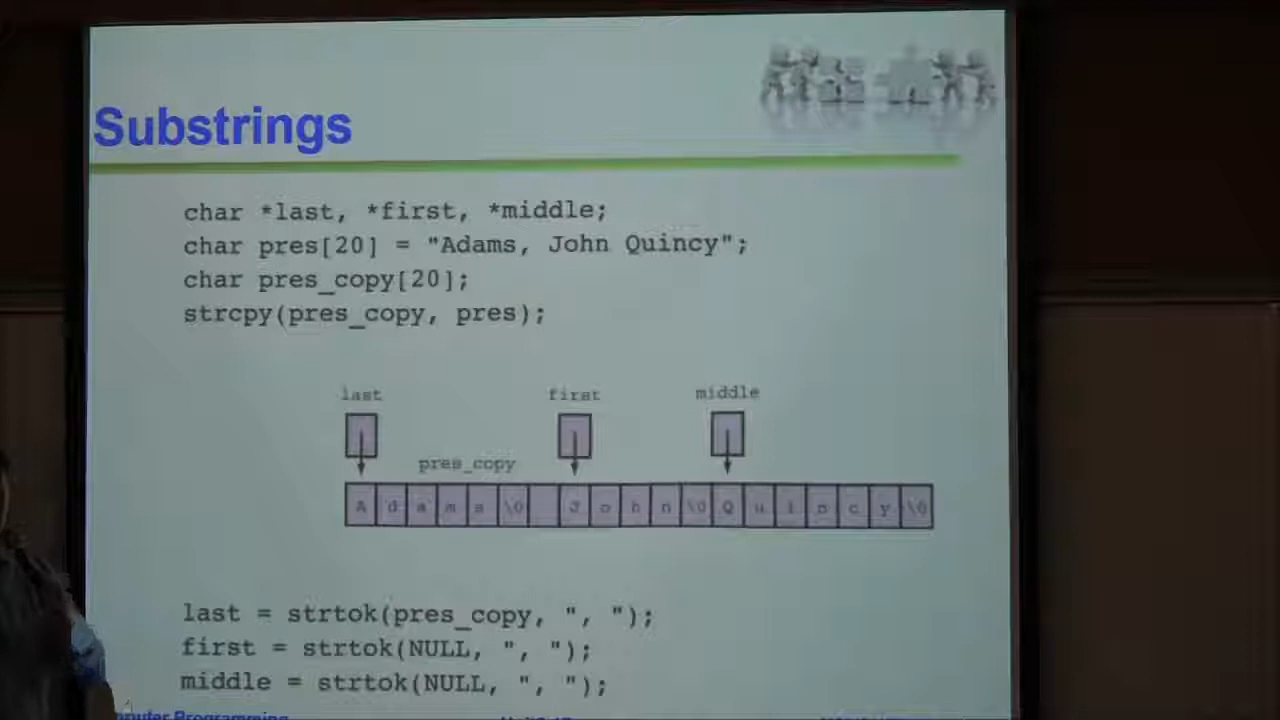 Substrings
char *last, *first, *middle;
char pres[20] = "Adams, John Quincy";
char pres_copy[20];
strcpy(pres_copy, pres);
last first middle
pres_copy
A d a m s \0 J o h n \0 Q u i n c y \0
last = strtok(pres_copy, ", ");
first = strtok(NULL, ", ");
middle = strtok(NULL, ", ");
Programming